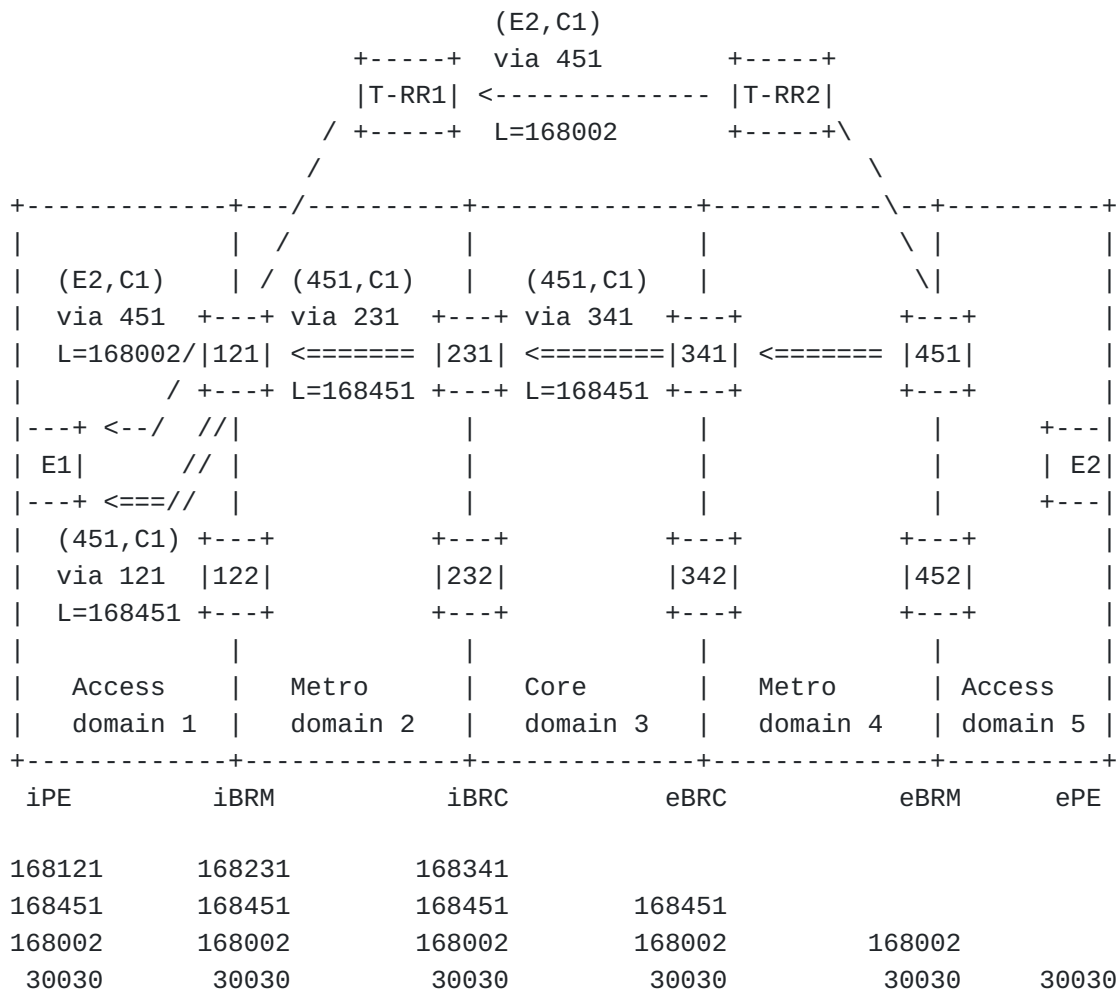 (E2,C1)
+-----+  via 451        +-----+
|T-RR1| <-------------- |T-RR2|
/ +-----+  L=168002       +-----+\
/                                   \
+-------------+---/----------+--------------+-----------\--+----------+
|             |  /           |              |            \ |          |
|  (E2,C1)    | / (451,C1)   |   (451,C1)   |             \|          |
|  via 451  +---+ via 231  +---+ via 341  +---+          +---+        |
|  L=168002/|121| <======= |231| <========|341| <======= |451|        |
|         / +---+ L=168451 +---+ L=168451 +---+          +---+        |
|---+ <--/  //|              |              |              |      +---|
| E1|      // |              |              |              |      | E2|
|---+ <===//  |              |              |              |      +---|
|  (451,C1) +---+          +---+          +---+          +---+        |
|  via 121  |122|          |232|          |342|          |452|        |
|  L=168451 +---+          +---+          +---+          +---+        |
|             |              |              |              |          |
|   Access    |   Metro      |   Core       |   Metro      | Access   |
|   domain 1  |   domain 2   |   domain 3   |   domain 4   | domain 5 |
+-------------+--------------+--------------+--------------+----------+
iPE         iBRM           iBRC          eBRC           eBRM      ePE
168121      168231        168341
168451      168451        168451        168451
168002      168002        168002        168002         168002
30030       30030         30030         30030          30030    30030